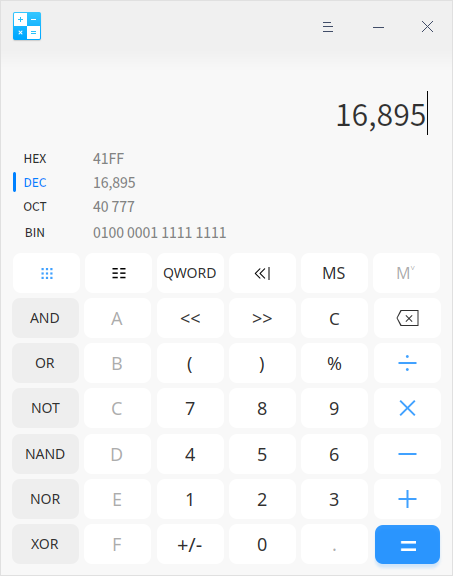 16,895
HEX 41FF
DEC 16,895
OCT 40 777
BIN 0100 0001 1111 1111
QWORD MS M˅
AND A << >> C
OR B ( ) % ÷
NOT C 7 8 9 ×
NAND D 4 5 6 −
NOR E 1 2 3 +
XOR F +/- 0 . =